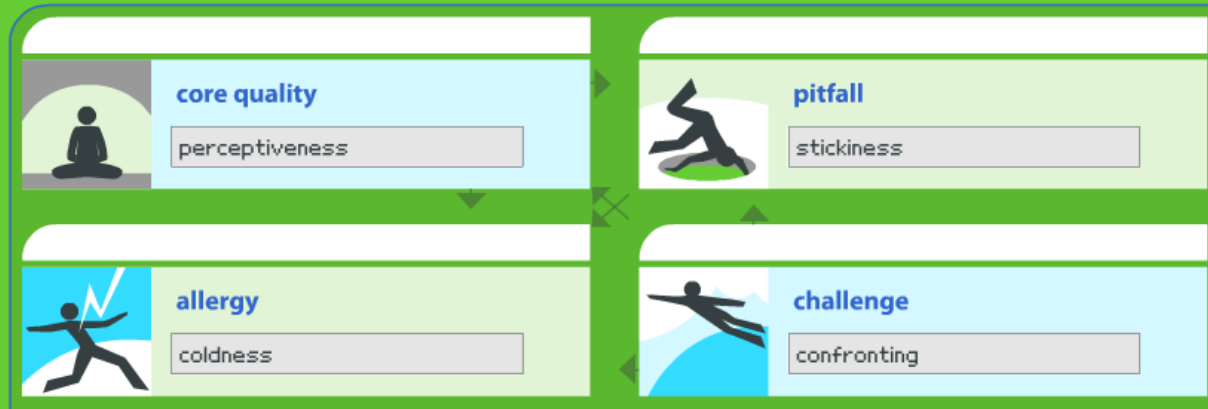 core quality
perceptiveness
pitfall
stickiness
allergy
coldness
challenge
confronting